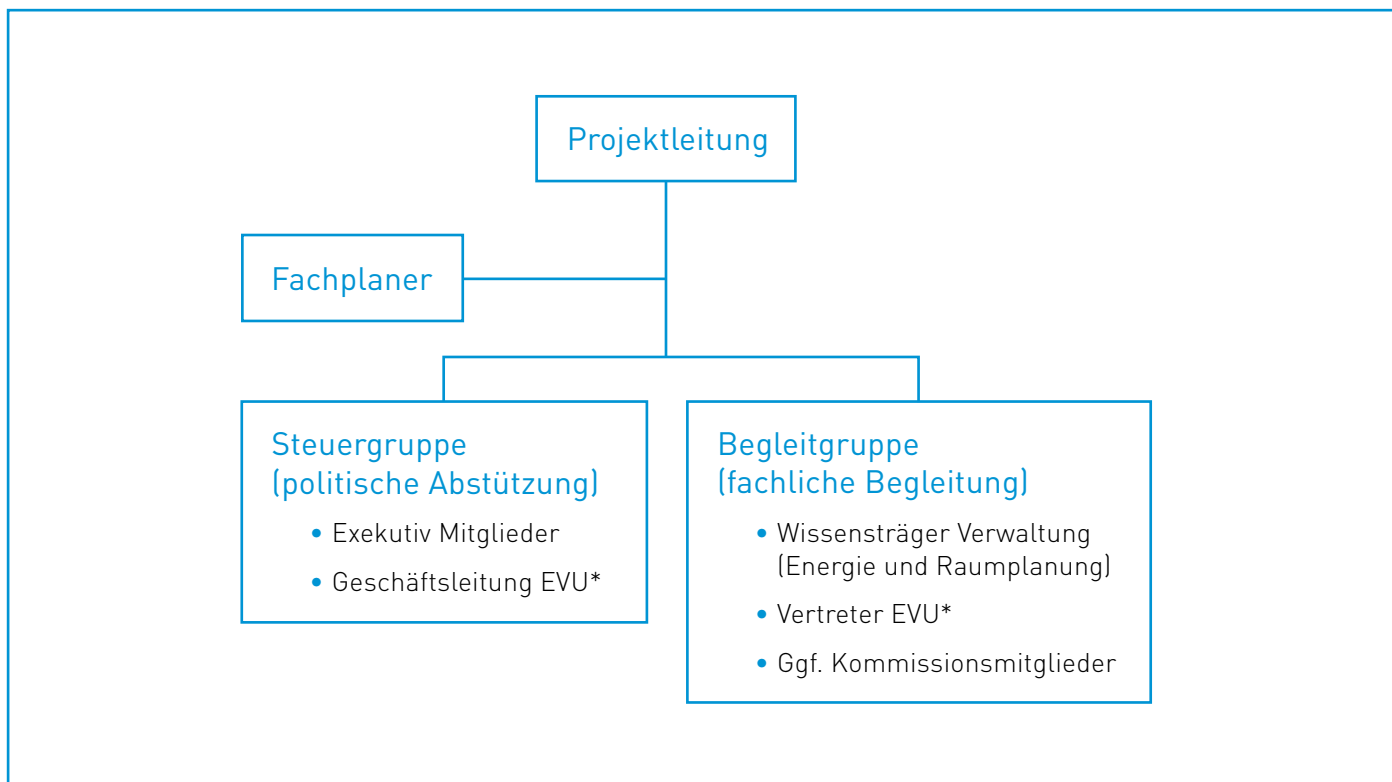 Projektleitung
Fachplaner
Steuergruppe
(politische Abstützung)
• Exekutiv Mitglieder
• Geschäftsleitung EVU*
Begleitgruppe
(fachliche Begleitung)
• Wissensträger Verwaltung
(Energie und Raumplanung)
• Vertreter EVU*
• Ggf. Kommissionsmitglieder